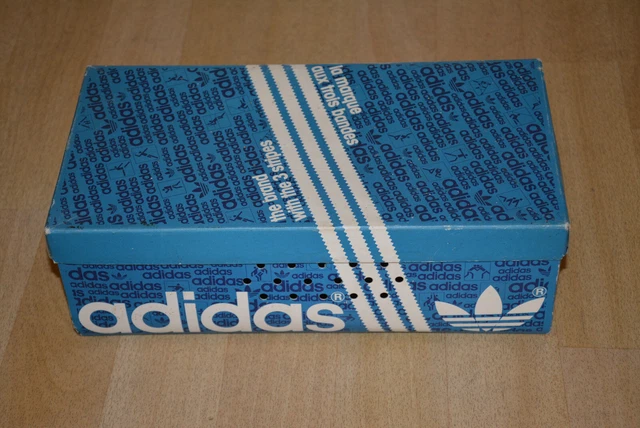 la marque
aux trois bandes
the brand
with the 3 stripes
adidas®
®